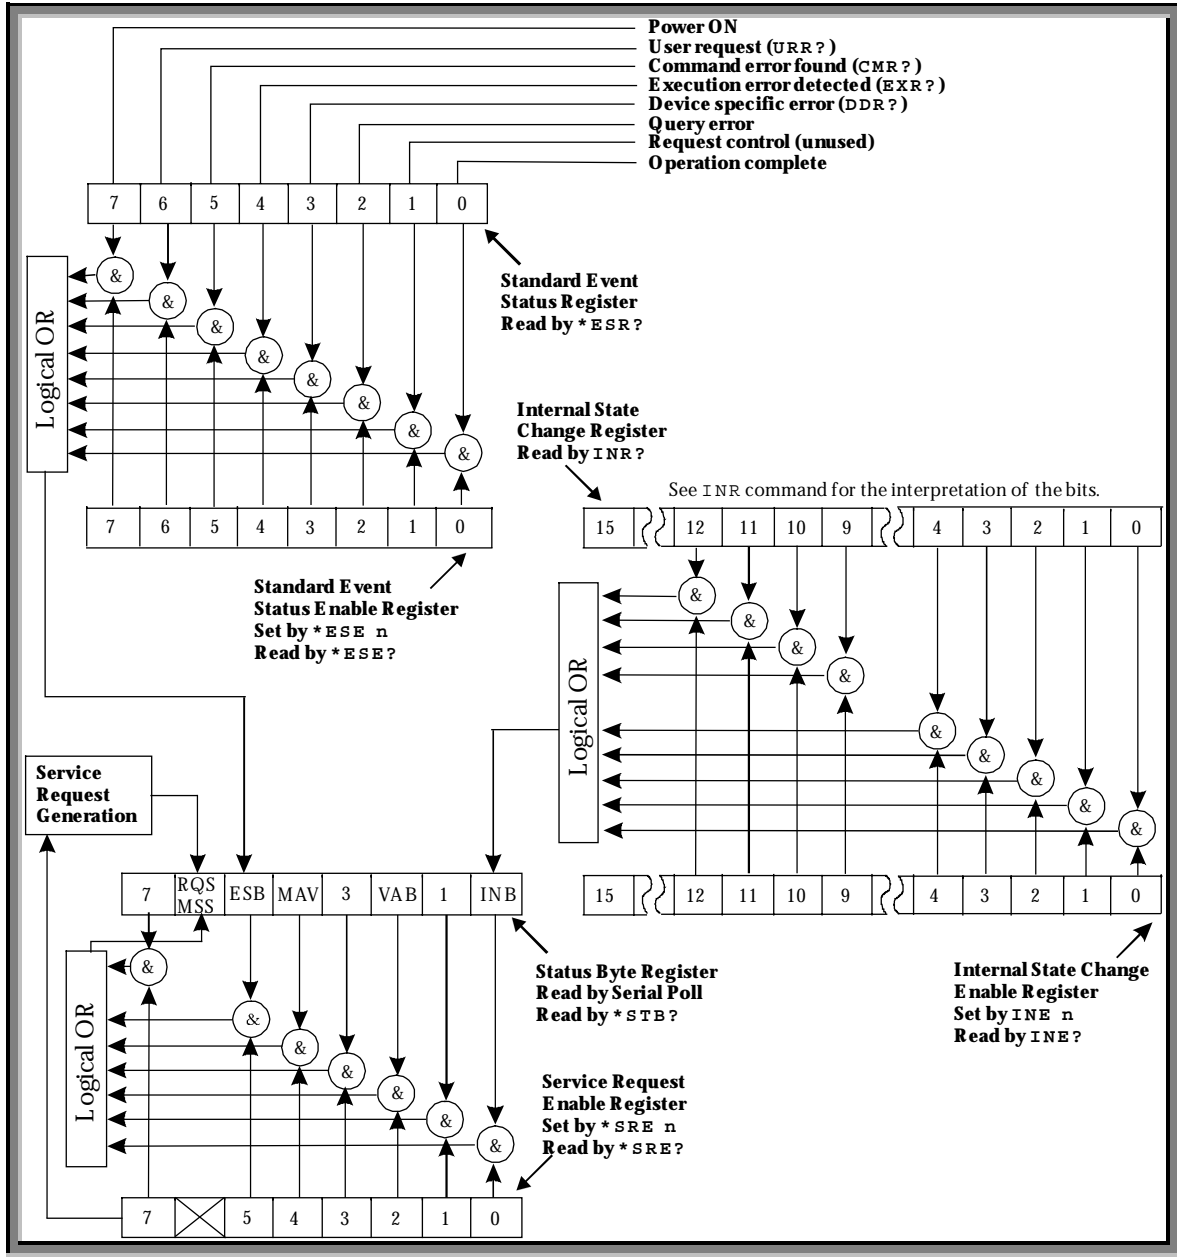 Power ON
User request (URR?)
Command error found (CMR?)
Execution error detected (EXR?)
Device specific error (DDR?)
Query error
Request control (unused)
Operation complete
7 6 5 4 3 2 1 0
Standard Event
Status Register
Read by *ESR?
Logical OR
& & & & & & & &
7 6 5 4 3 2 1 0
Standard Event
Status Enable Register
Set by *ESE n
Read by *ESE?
Internal State
Change Register
Read by INR?
See INR command for the interpretation of the bits.
15 12 11 10 9 4 3 2 1 0
Logical OR
& & & & & & & & &
15 12 11 10 9 4 3 2 1 0
Internal State Change
Enable Register
Set by INE n
Read by INE?
Service
Request
Generation
7 RQS MSS ESB MAV 3 VAB 1 INB
Status Byte Register
Read by Serial Poll
Read by *STB?
Logical OR
& & & & & & &
Service Request
Enable Register
Set by *SRE n
Read by *SRE?
7 5 4 3 2 1 0